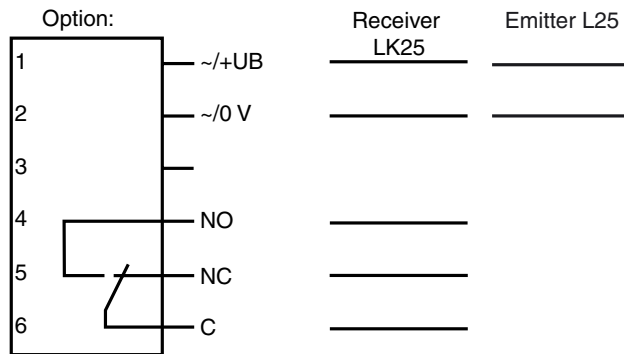 Option:
Receiver
LK25
Emitter L25
1 ~/+UB
2 ~/0 V
3
4 NO
5 NC
6 C